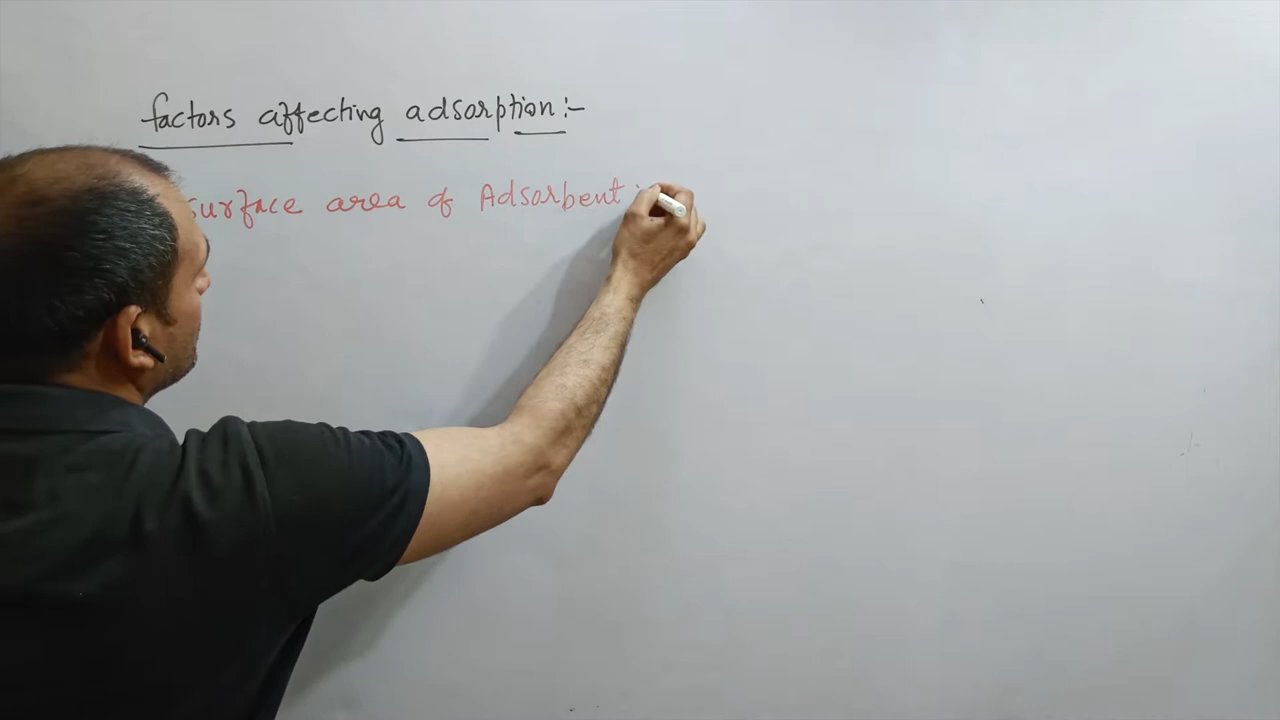 factors affecting adsorption:-
surface area of Adsorbent :